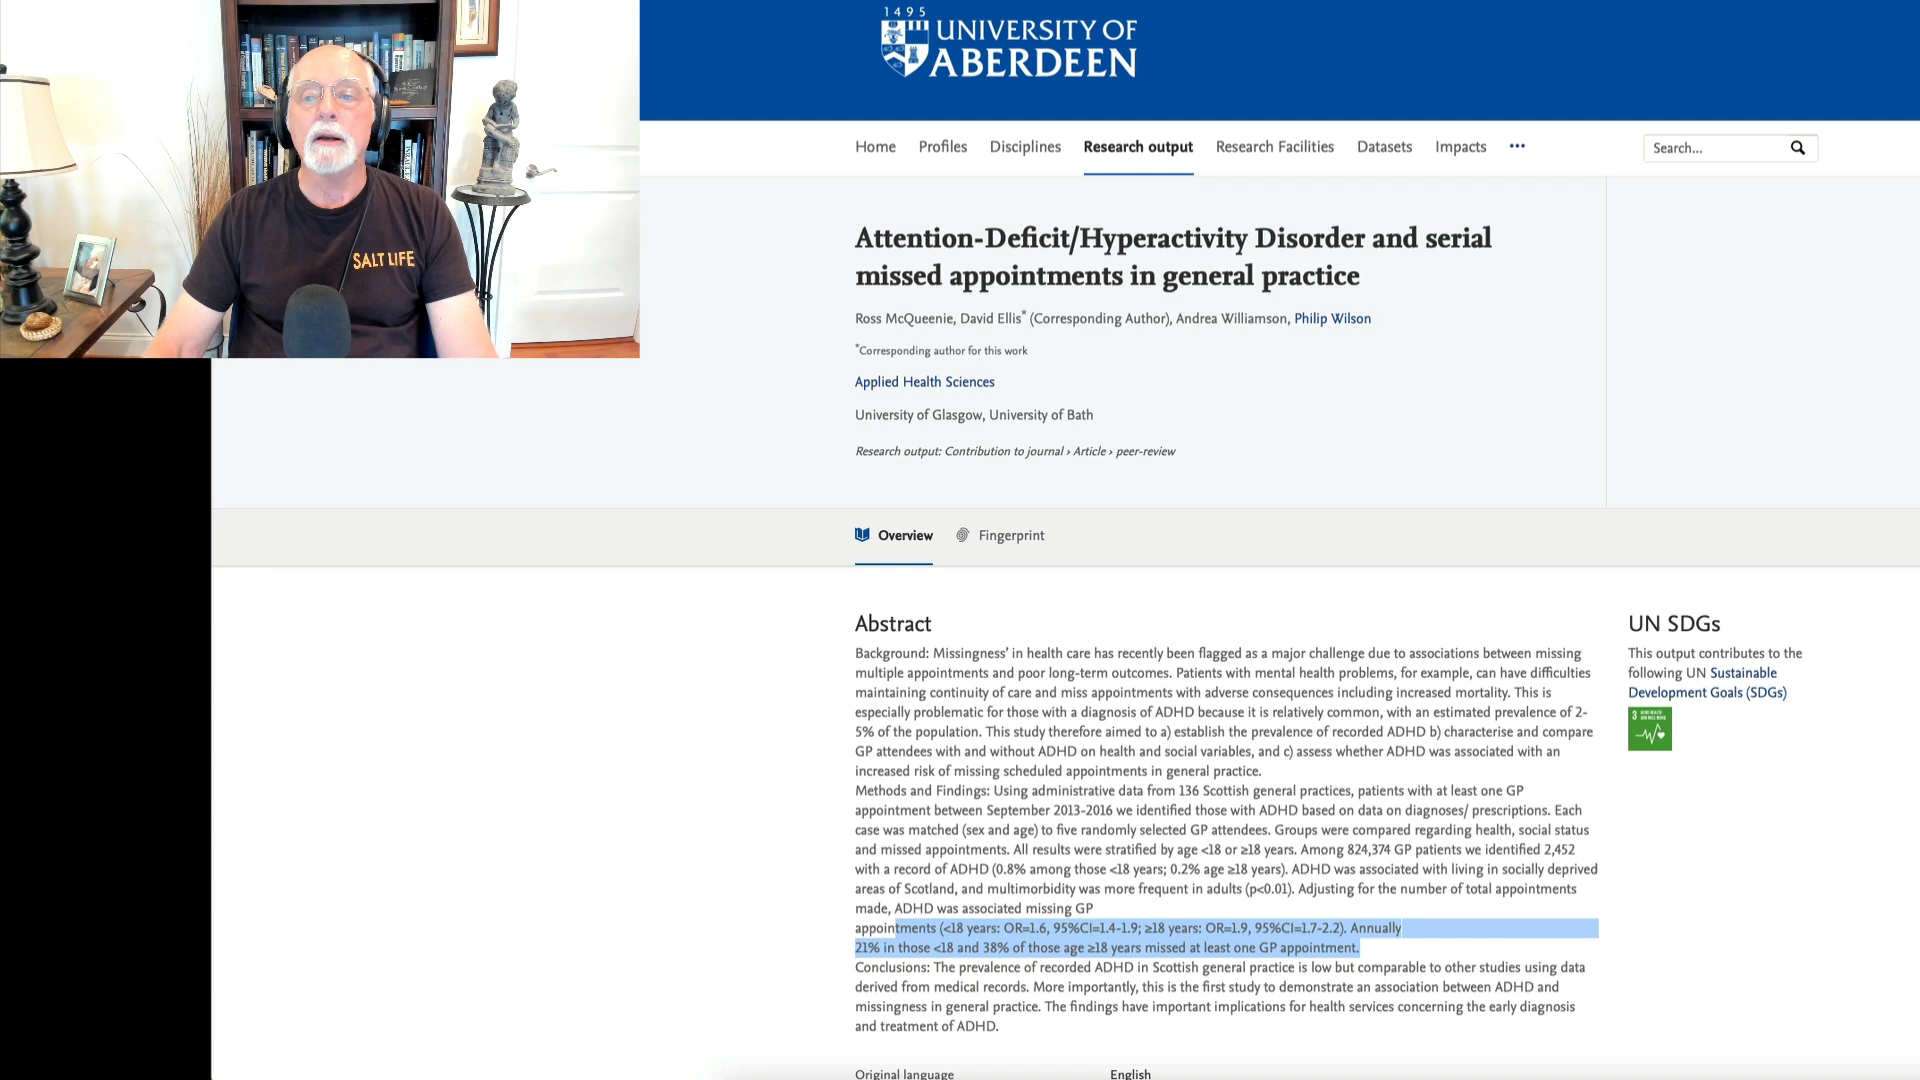 SALT LIFE
1495
UNIVERSITY OF
ABERDEEN
Home Profiles Disciplines Research output Research Facilities Datasets Impacts ••• Search...
Attention-Deficit/Hyperactivity Disorder and serial
missed appointments in general practice
Ross McQueenie, David Ellis* (Corresponding Author), Andrea Williamson, Philip Wilson
*Corresponding author for this work
Applied Health Sciences
University of Glasgow, University of Bath
Research output: Contribution to journal › Article › peer-review
Overview Fingerprint
Abstract
Background: Missingness’ in health care has recently been flagged as a major challenge due to associations between missing
multiple appointments and poor long-term outcomes. Patients with mental health problems, for example, can have difficulties
maintaining continuity of care and miss appointments with adverse consequences including increased mortality. This is
especially problematic for those with a diagnosis of ADHD because it is relatively common, with an estimated prevalence of 2-
5% of the population. This study therefore aimed to a) establish the prevalence of recorded ADHD b) characterise and compare
GP attendees with and without ADHD on health and social variables, and c) assess whether ADHD was associated with an
increased risk of missing scheduled appointments in general practice.
Methods and Findings: Using administrative data from 136 Scottish general practices, patients with at least one GP
appointment between September 2013-2016 we identified those with ADHD based on data on diagnoses/ prescriptions. Each
case was matched (sex and age) to five randomly selected GP attendees. Groups were compared regarding health, social status
and missed appointments. All results were stratified by age <18 or ≥18 years. Among 824,374 GP patients we identified 2,452
with a record of ADHD (0.8% among those <18 years; 0.2% age ≥18 years). ADHD was associated with living in socially deprived
areas of Scotland, and multimorbidity was more frequent in adults (p<0.01). Adjusting for the number of total appointments
made, ADHD was associated missing GP
appointments (<18 years: OR=1.6, 95%CI=1.4-1.9; ≥18 years: OR=1.9, 95%CI=1.7-2.2). Annually
21% in those <18 and 38% of those age ≥18 years missed at least one GP appointment.
Conclusions: The prevalence of recorded ADHD in Scottish general practice is low but comparable to other studies using data
derived from medical records. More importantly, this is the first study to demonstrate an association between ADHD and
missingness in general practice. The findings have important implications for health services concerning the early diagnosis
and treatment of ADHD.
Original language English
UN SDGs
This output contributes to the
following UN Sustainable
Development Goals (SDGs)
3